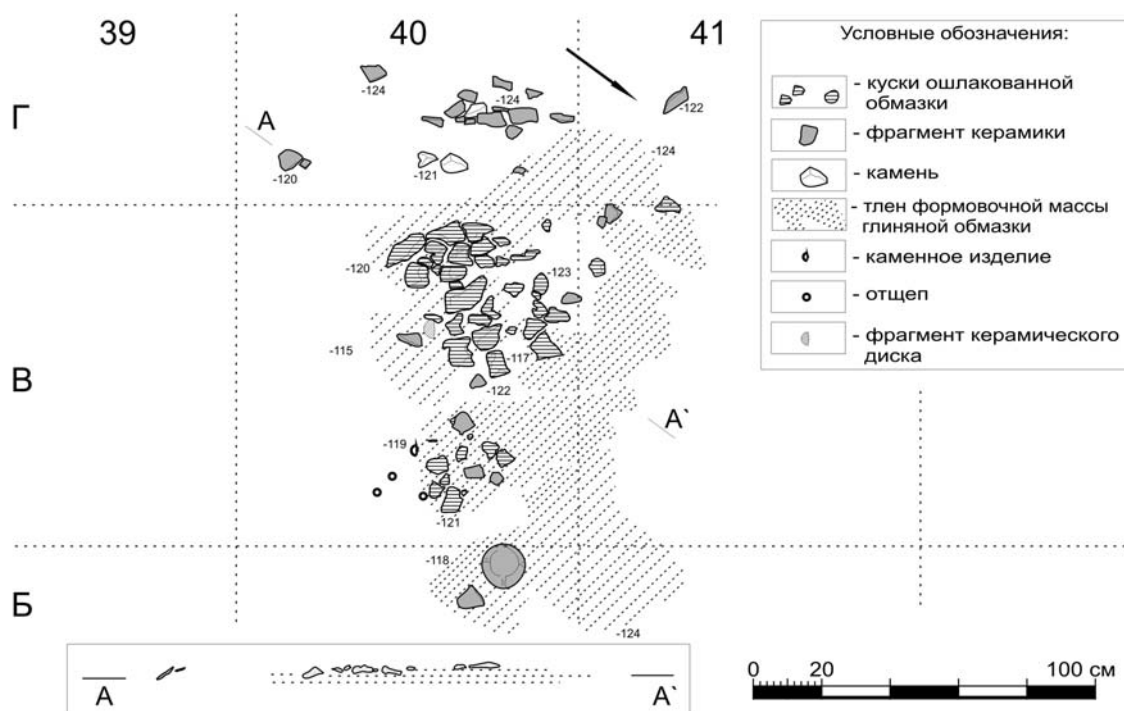 39
40
41
Условные обозначения:
- куски ошлакованной
обмазки
- фрагмент керамики
- камень
- тлен формовочной массы
глиняной обмазки
- каменное изделие
- отщеп
- фрагмент керамического
диска
Г
-124
-124
-122
А
-124
-120
-121
В
-120
-123
-115
-117
-122
А`
-119
-121
Б
-118
-124
А
А`
0
20
100 см